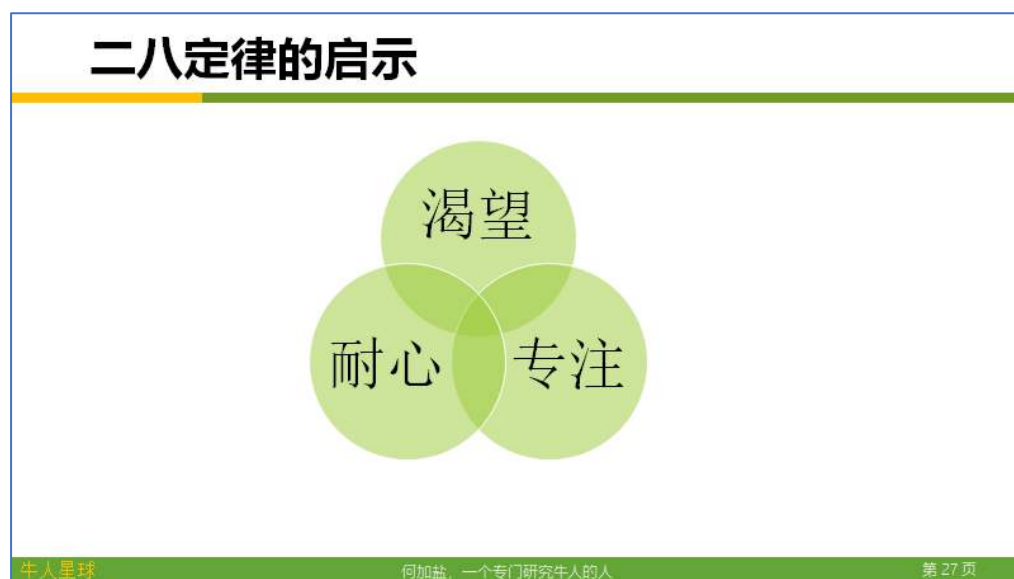 二八定律的启示
渴望
耐心 专注
牛人星球 何加盐，一个专门研究牛人的人 第 27 页